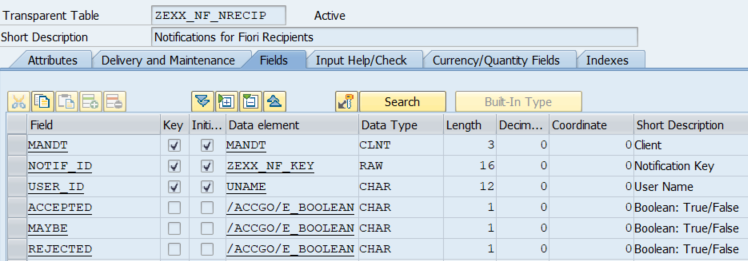 Transparent Table ZEXX_NF_NRECIP Active
Short Description Notifications for Fiori Recipients
Attributes Delivery and Maintenance Fields Input Help/Check Currency/Quantity Fields Indexes
Search Built-In Type
Field Key Initi... Data element Data Type Length Decim... Coordinate Short Description
MANDT MANDT CLNT 3 0 0 Client
NOTIF_ID ZEXX_NF_KEY RAW 16 0 0 Notification Key
USER_ID UNAME CHAR 12 0 0 User Name
ACCEPTED /ACCGO/E_BOOLEAN CHAR 1 0 0 Boolean: True/False
MAYBE /ACCGO/E_BOOLEAN CHAR 1 0 0 Boolean: True/False
REJECTED /ACCGO/E_BOOLEAN CHAR 1 0 0 Boolean: True/False